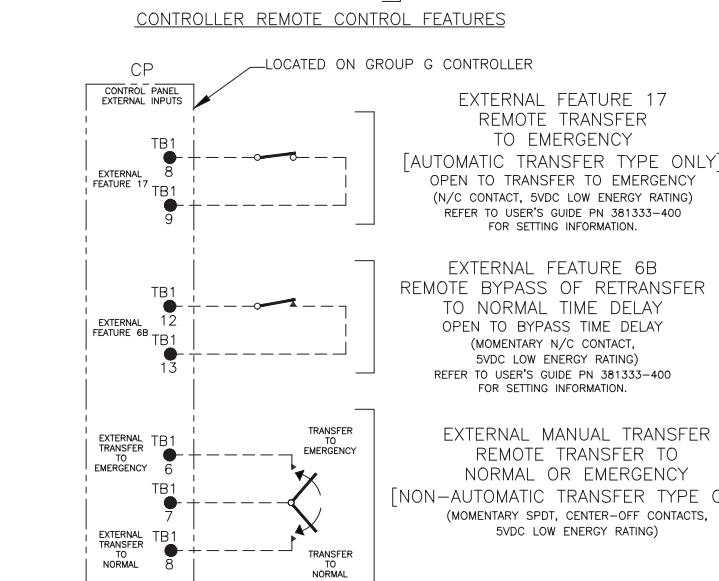 CONTROLLER REMOTE CONTROL FEATURES
CP
LOCATED ON GROUP G CONTROLLER
CONTROL PANEL
EXTERNAL INPUTS
TB1
8
EXTERNAL
FEATURE 17
TB1
9
EXTERNAL FEATURE 17
REMOTE TRANSFER
TO EMERGENCY
[AUTOMATIC TRANSFER TYPE ONLY]
OPEN TO TRANSFER TO EMERGENCY
(N/C CONTACT, 5VDC LOW ENERGY RATING)
REFER TO USER'S GUIDE PN 381333-400
FOR SETTING INFORMATION.
TB1
12
EXTERNAL
FEATURE 6B
TB1
13
EXTERNAL FEATURE 6B
REMOTE BYPASS OF RETRANSFER
TO NORMAL TIME DELAY
OPEN TO BYPASS TIME DELAY
(MOMENTARY N/C CONTACT,
5VDC LOW ENERGY RATING)
REFER TO USER'S GUIDE PN 381333-400
FOR SETTING INFORMATION.
EXTERNAL
TRANSFER
TO
EMERGENCY
TB1
6
TB1
7
EXTERNAL
TRANSFER
TO
NORMAL
TB1
8
TRANSFER
TO
EMERGENCY
TRANSFER
TO
NORMAL
EXTERNAL MANUAL TRANSFER
REMOTE TRANSFER TO
NORMAL OR EMERGENCY
[NON-AUTOMATIC TRANSFER TYPE
(MOMENTARY SPDT, CENTER-OFF CONTACTS,
5VDC LOW ENERGY RATING)